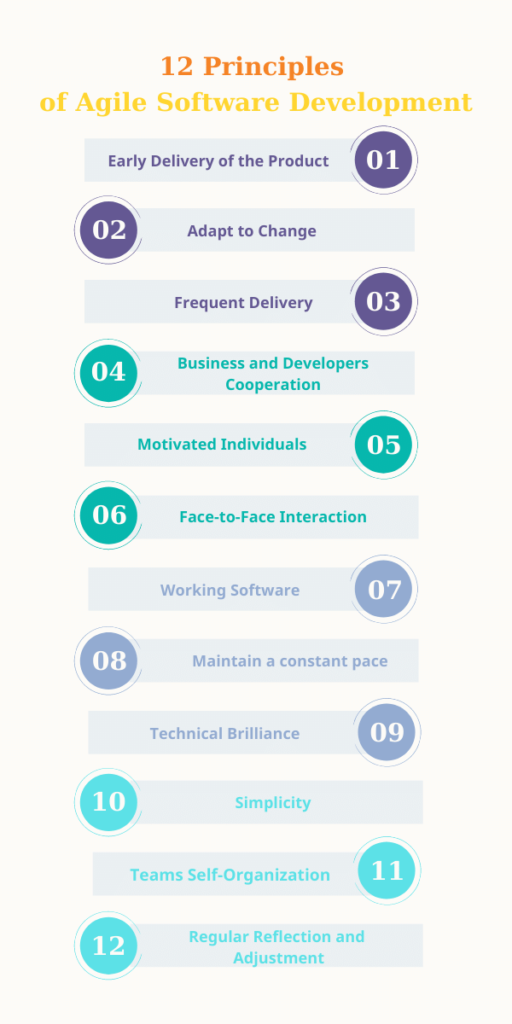 12 Principles
of Agile Software Development
Early Delivery of the Product
01
02
Adapt to Change
Frequent Delivery
03
04
Business and Developers
Cooperation
Motivated Individuals
05
06
Face-to-Face Interaction
Working Software
07
08
Maintain a constant pace
Technical Brilliance
09
10
Simplicity
Teams Self-Organization
11
12
Regular Reflection and
Adjustment